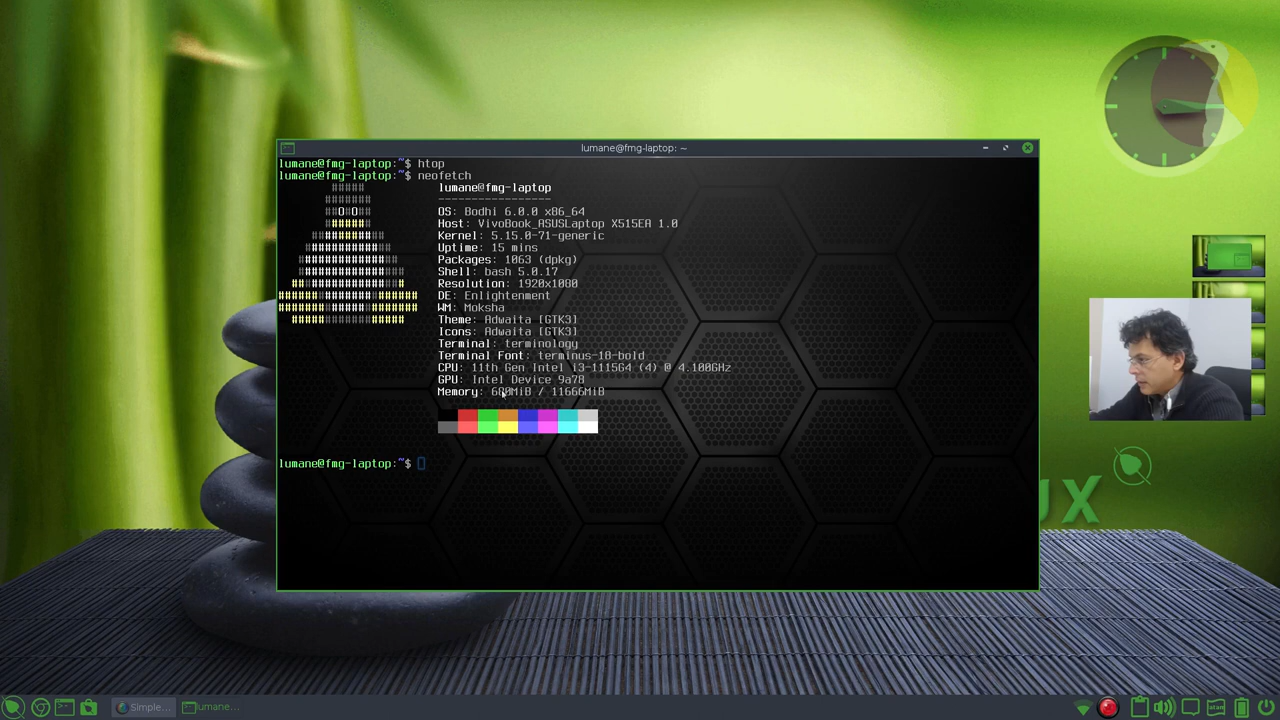 lumane@fmg-laptop: ~
lumane@fmg-laptop:~$ htop
lumane@fmg-laptop:~$ neofetch
lumane@fmg-laptop
-----------------
OS: Bodhi 6.0.0 x86_64
Host: VivoBook_ASUSLaptop X515EA 1.0
Kernel: 5.15.0-71-generic
Uptime: 15 mins
Packages: 1063 (dpkg)
Shell: bash 5.0.17
Resolution: 1920x1080
DE: Enlightenment
WM: Moksha
Theme: Adwaita [GTK3]
Icons: Adwaita [GTK3]
Terminal: terminology
Terminal Font: terminus-18-bold
CPU: 11th Gen Intel i3-1115G4 (4) @ 4.100GHz
GPU: Intel Device 9a78
Memory: / 11666MiB
lumane@fmg-laptop:~$
UX
Simple...
lumane...